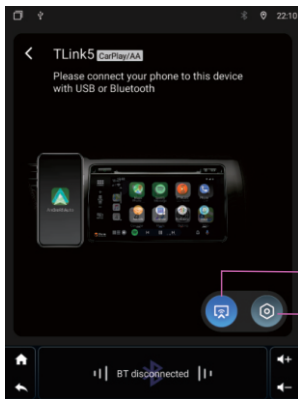 22:10
TLink5 CarPlay/AA
Please connect your phone to this device
with USB or Bluetooth
BT disconnected